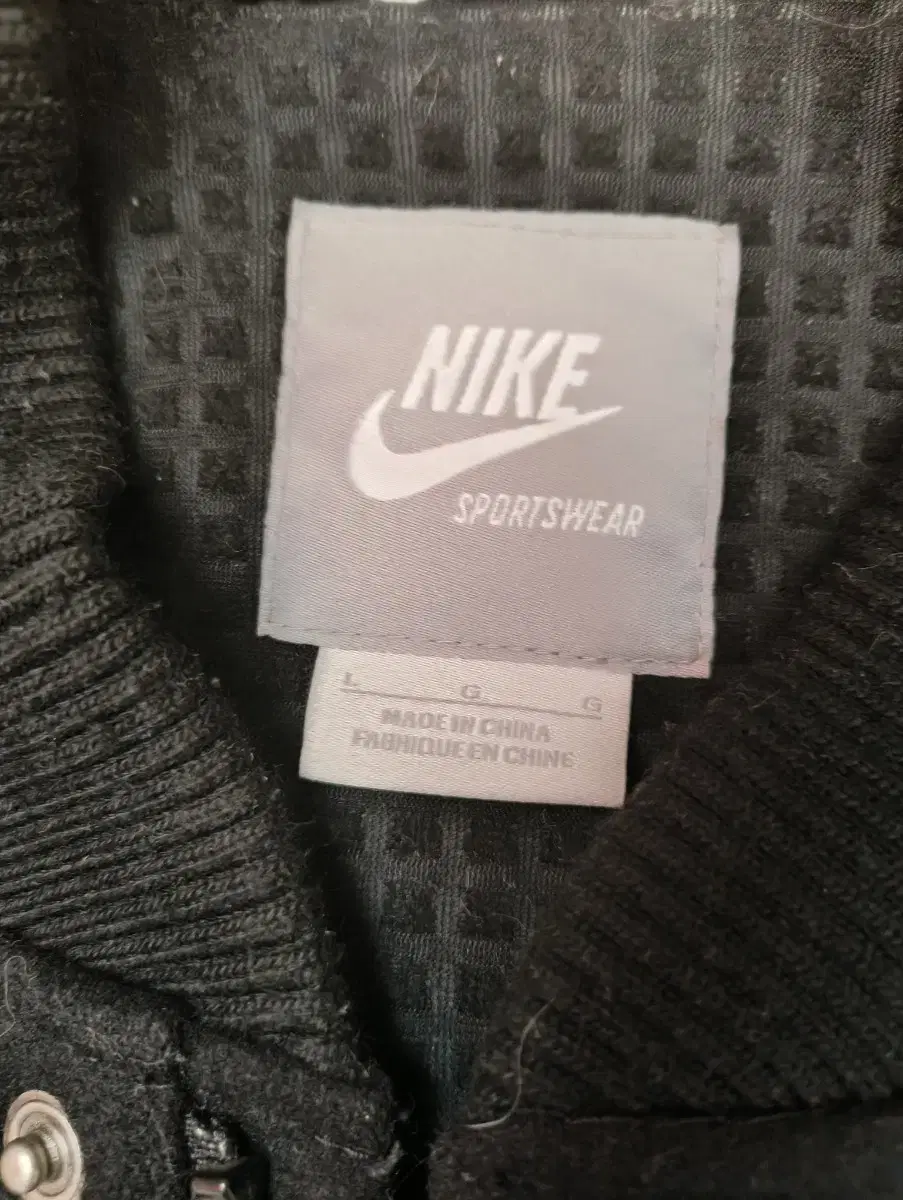 NIKE
SPORTSWEAR
L G G
MADE IN CHINA
FABRIQUE EN CHINE